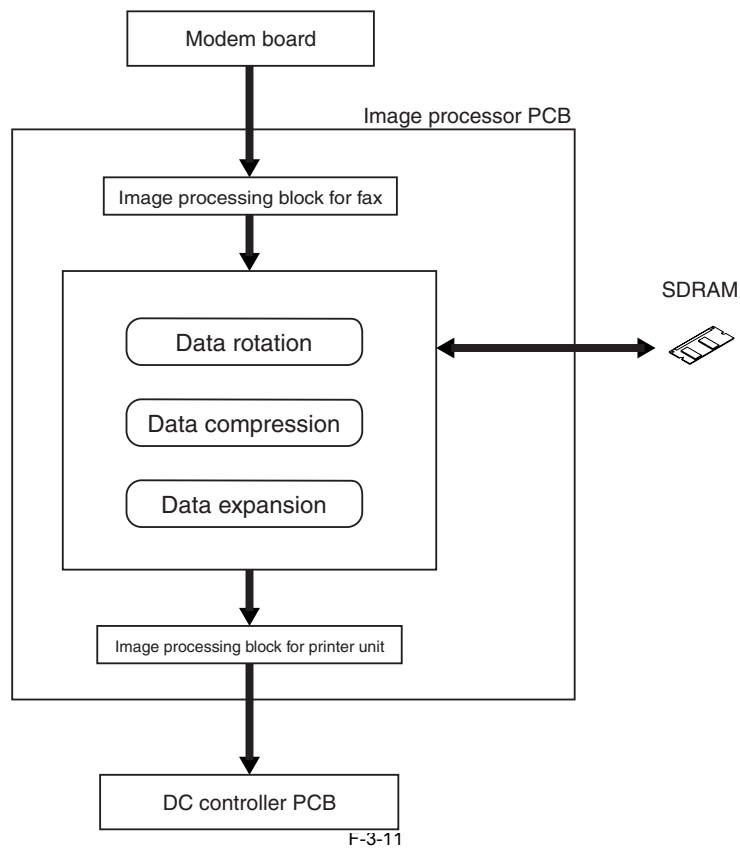 Modem board
Image processor PCB
Image processing block for fax
SDRAM
Data rotation
Data compression
Data expansion
Image processing block for printer unit
DC controller PCB
F-3-11